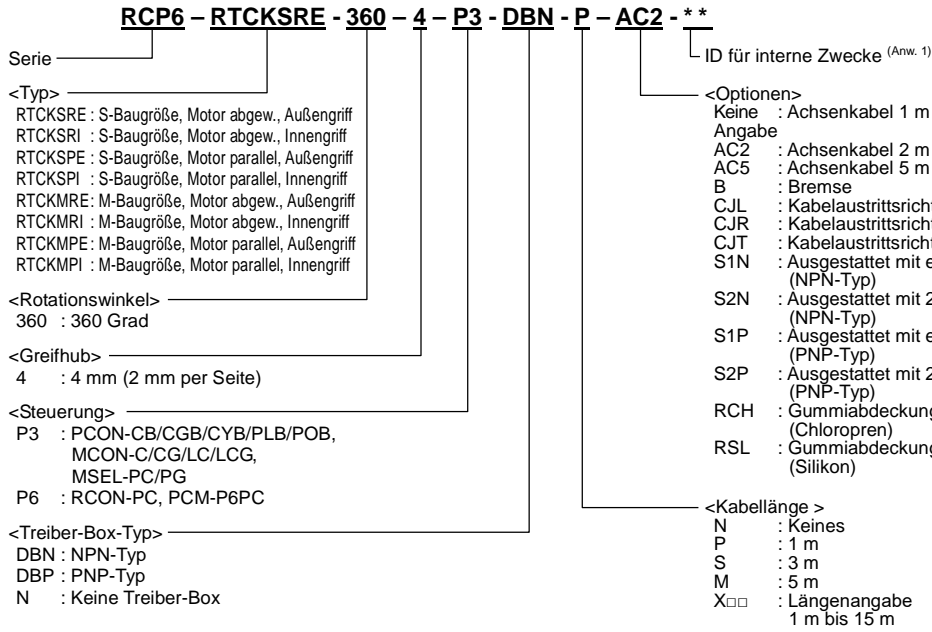 RCP6 – RTCKSRE - 360 – 4 – P3 - DBN - P – AC2 - **
Serie
<Typ>
RTCKSRE : S-Baugröße, Motor abgew., Außengriff
RTCKSRI : S-Baugröße, Motor abgew., Innengriff
RTCKSPE : S-Baugröße, Motor parallel, Außengriff
RTCKSPI : S-Baugröße, Motor parallel, Innengriff
RTCKMRE : M-Baugröße, Motor abgew., Außengriff
RTCKMRI : M-Baugröße, Motor abgew., Innengriff
RTCKMPE : M-Baugröße, Motor parallel, Außengriff
RTCKMPI : M-Baugröße, Motor parallel, Innengriff
<Rotationswinkel>
360 : 360 Grad
<Greifhub>
4 : 4 mm (2 mm per Seite)
<Steuerung>
P3 : PCON-CB/CGB/CYB/PLB/POB,
MCON-C/CG/LC/LCG,
MSEL-PC/PG
P6 : RCON-PC, PCM-P6PC
<Treiber-Box-Typ>
DBN : NPN-Typ
DBP : PNP-Typ
N : Keine Treiber-Box
ID für interne Zwecke (Anw. 1)
<Optionen>
Keine : Achsenkabel 1 m
Angabe
AC2 : Achsenkabel 2 m
AC5 : Achsenkabel 5 m
B : Bremse
CJL : Kabelaustrittsricht
CJR : Kabelaustrittsricht
CJT : Kabelaustrittsricht
S1N : Ausgestattet mit e
(NPN-Typ)
S2N : Ausgestattet mit 2
(NPN-Typ)
S1P : Ausgestattet mit e
(PNP-Typ)
S2P : Ausgestattet mit 2
(PNP-Typ)
RCH : Gummiabdeckung
(Chloropren)
RSL : Gummiabdeckung
(Silikon)
<Kabellänge >
N : Keines
P : 1 m
S : 3 m
M : 5 m
X□□ : Längenangabe
1 m bis 15 m